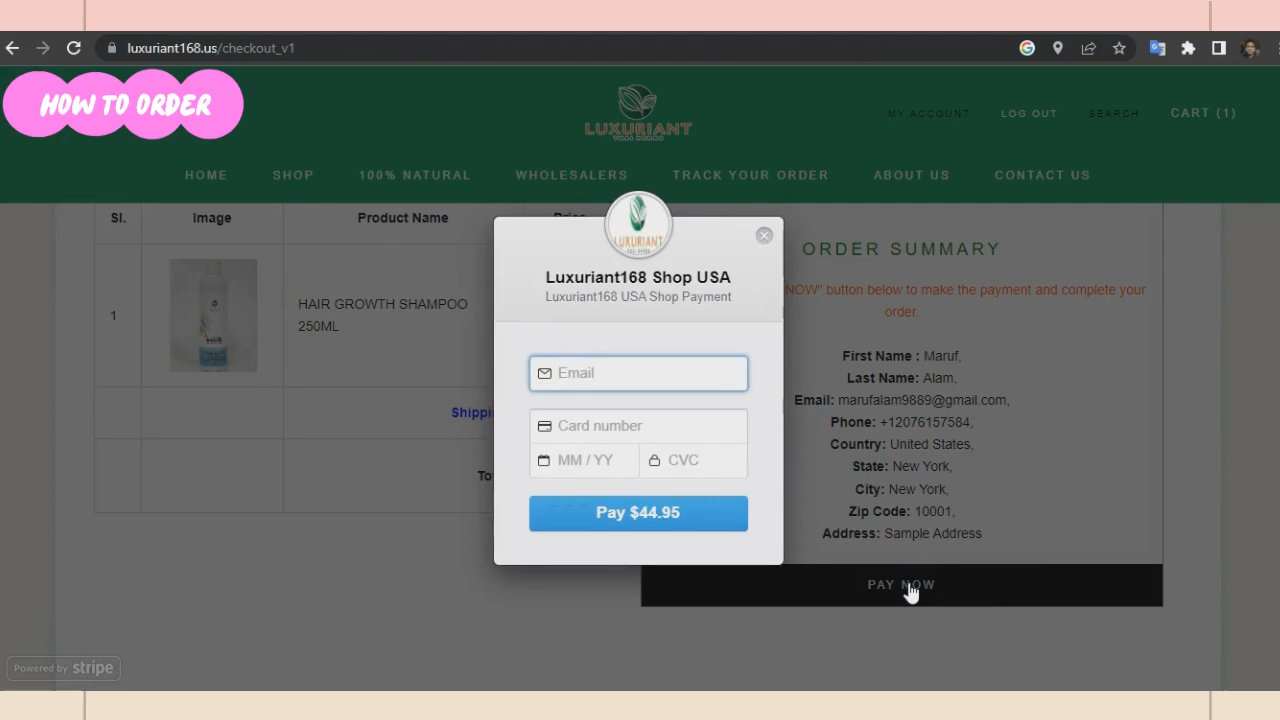 luxuriant168.us/checkout_v1
HOW TO ORDER
LUXURIANT
MY ACCOUNT
LOG OUT
SEARCH
CART (1)
HOME
SHOP
100% NATURAL
WHOLESALERS
TRACK YOUR ORDER
ABOUT US
CONTACT US
Sl.
Image
Product Name
Price
1
HAIR GROWTH SHAMPOO
250ML
LUXURIANT
Luxuriant168 Shop USA
Luxuriant168 USA Shop Payment
Email
Card number
MM / YY
CVC
Pay $44.95
ORDER SUMMARY
NOW" button below to make the payment and complete your
order.
First Name : Maruf,
Last Name: Alam,
Email: marufalam9889@gmail.com,
Phone: +12076157584,
Country: United States,
State: New York,
City: New York,
Zip Code: 10001,
Address: Sample Address
PAY NOW
Powered by stripe